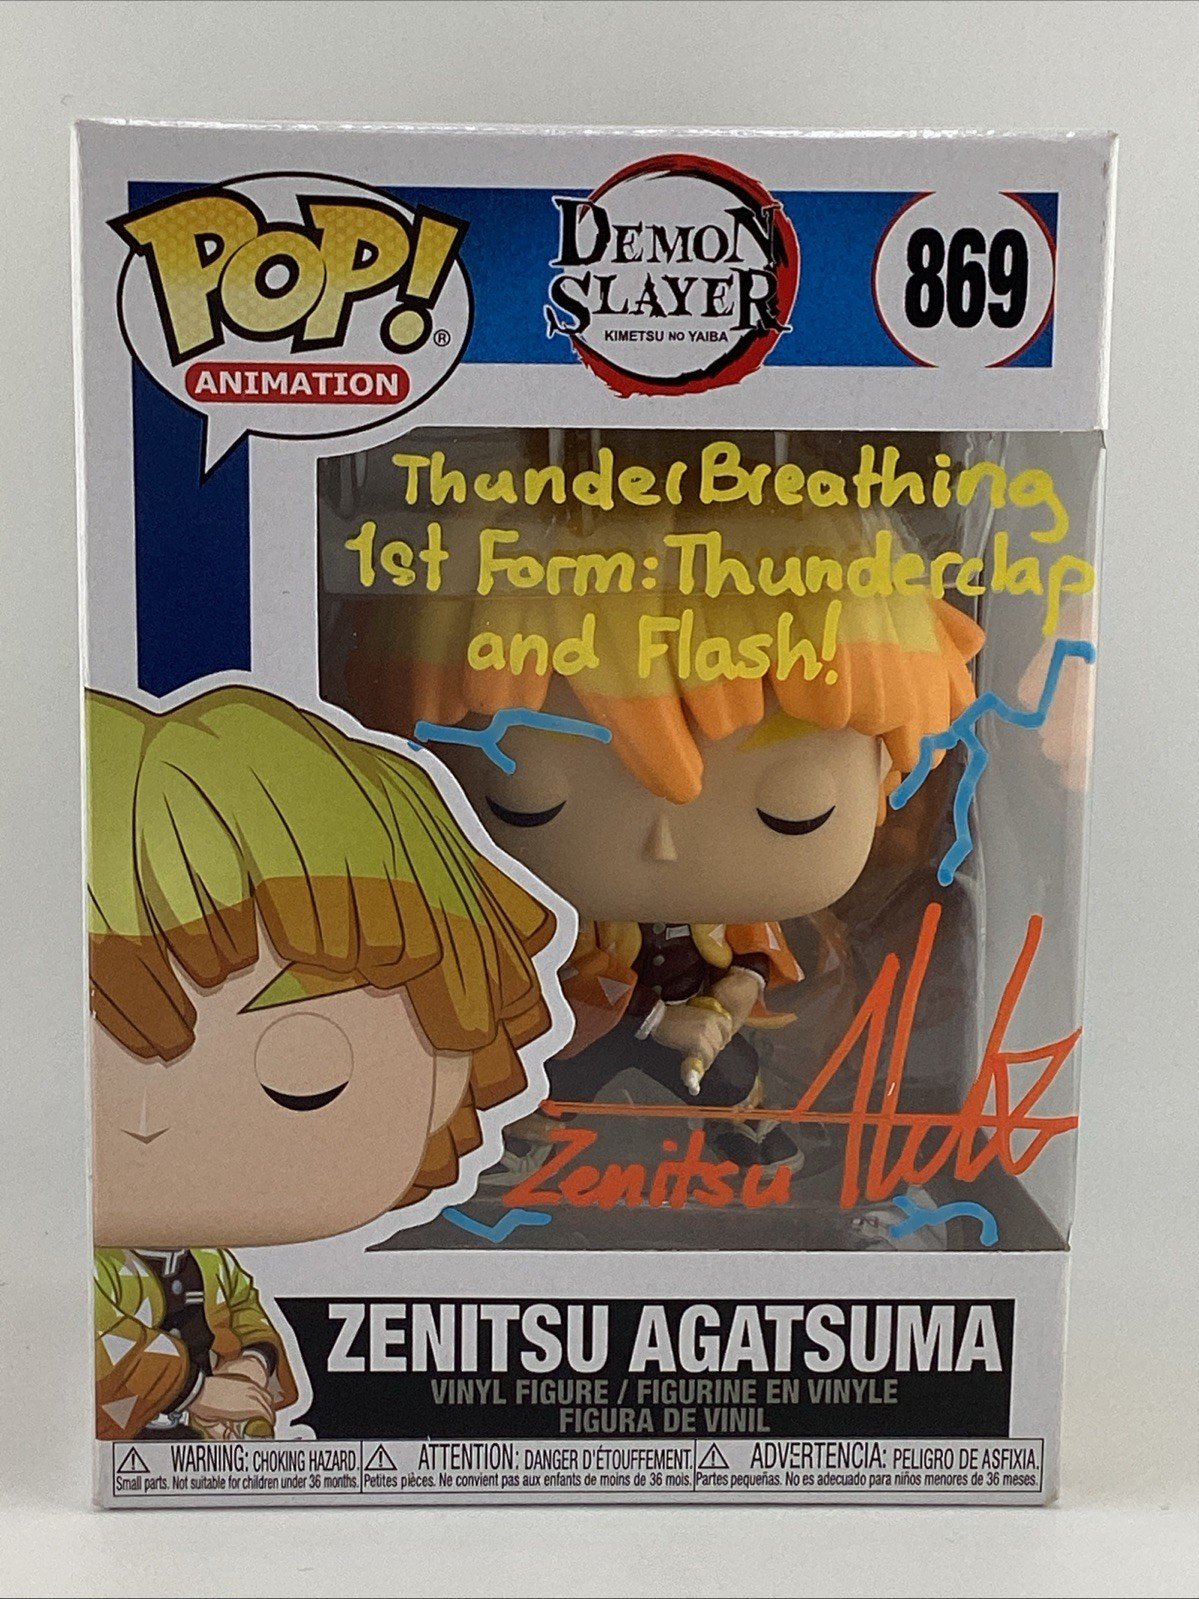 POP!®
ANIMATION
DEMON
SLAYER
KIMETSU NO YAIBA
869
Thunder Breathing
1st Form: Thunderclap
and Flash!
Zenitsu
ZENITSU AGATSUMA
VINYL FIGURE / FIGURINE EN VINYLE
FIGURA DE VINIL
WARNING: CHOKING HAZARD.
Small parts. Not suitable for children under 36 months.
ATTENTION: DANGER D'ÉTOUFFEMENT.
Petites pièces. Ne convient pas aux enfants de moins de 36 mois.
ADVERTENCIA: PELIGRO DE ASFIXIA.
Partes pequeñas. No es adecuado para niños menores de 36 meses.